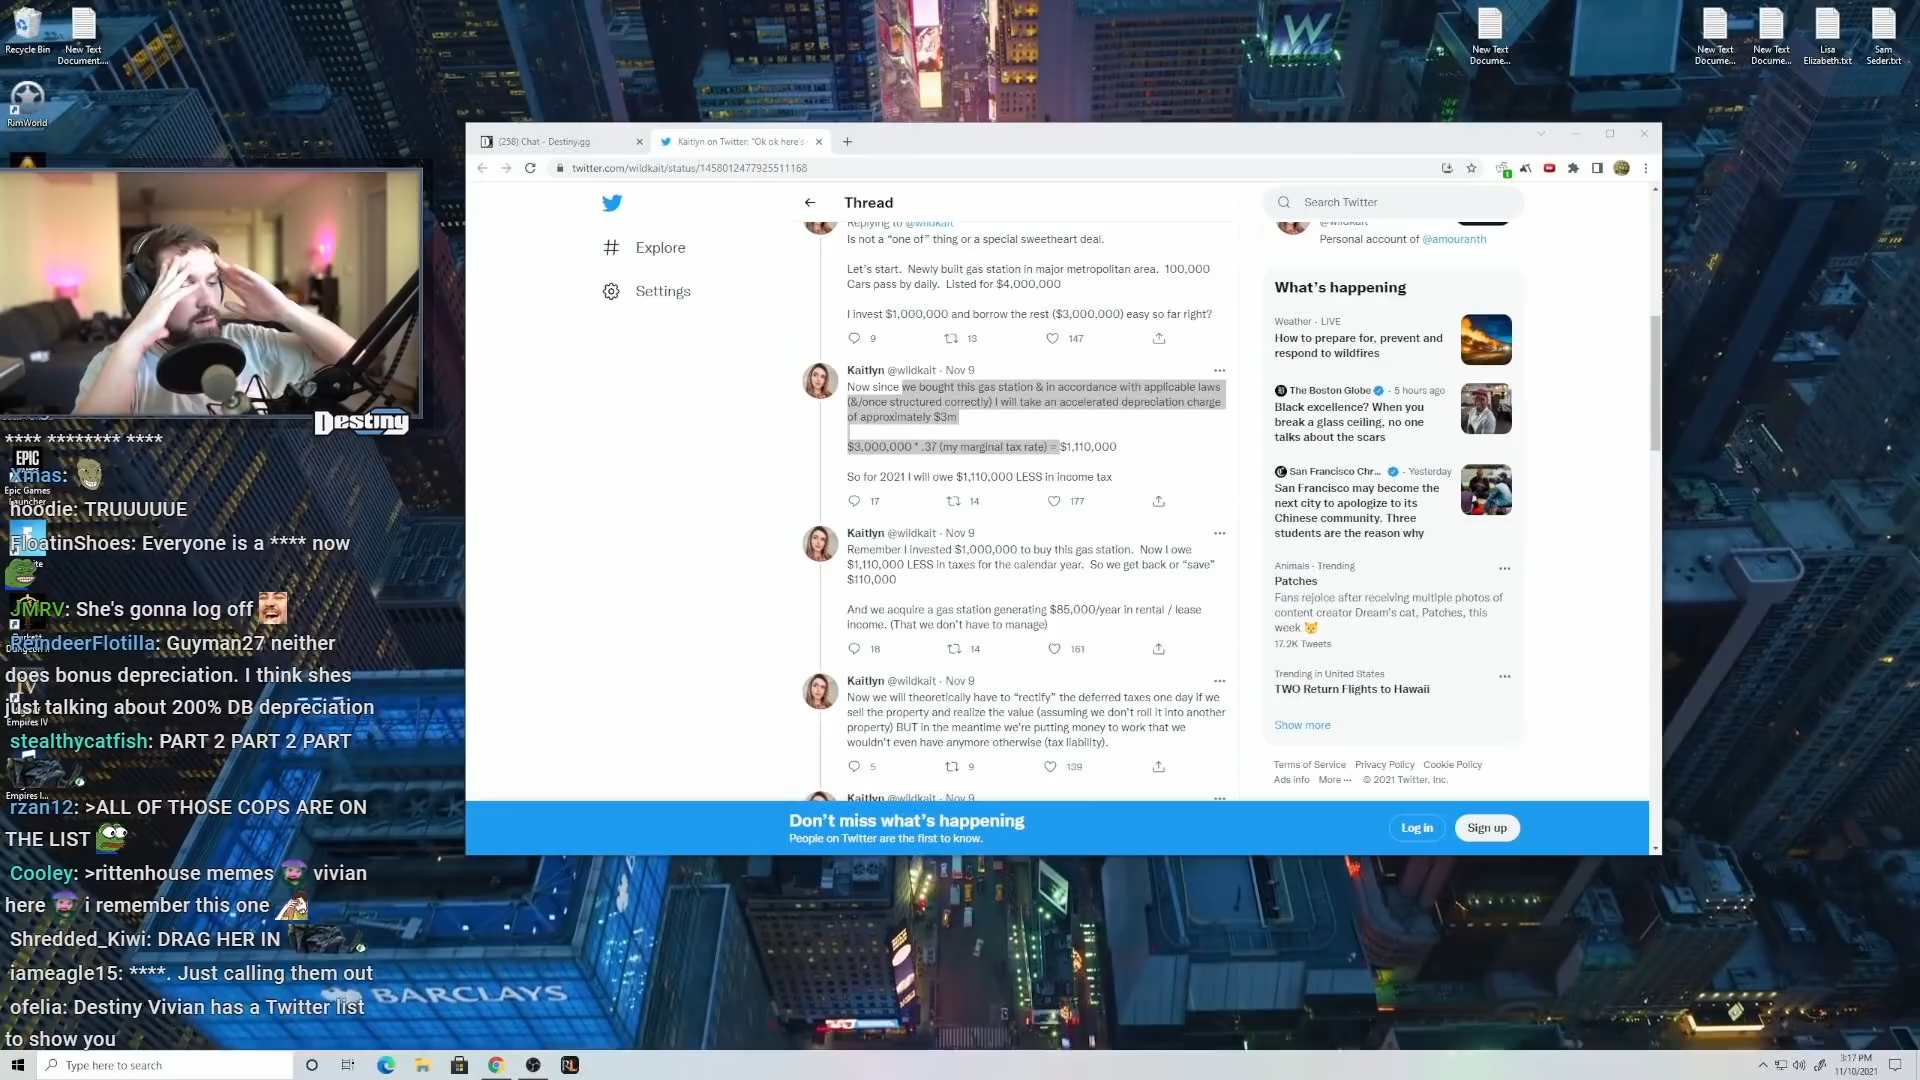 Recycle Bin
New Text Document....
RimWorld
New Text Docume...
New Text Docume...
New Text Docume...
Lisa Elizabeth.txt
Sam Seder.txt
(258) Chat - Destiny.gg
Kaitlyn on Twitter: "Ok ok here's
twitter.com/wildkait/status/1458012477925511168
Explore
Settings
Thread
Replying to @wildkait
Is not a “one of” thing or a special sweetheart deal.
Let’s start. Newly built gas station in major metropolitan area. 100,000
Cars pass by daily. Listed for $4,000,000
I invest $1,000,000 and borrow the rest ($3,000,000) easy so far right?
9 13 147
Kaitlyn @wildkait · Nov 9
Now since we bought this gas station & in accordance with applicable laws
(&/once structured correctly) I will take an accelerated depreciation charge
of approximately $3m
$3,000,000 * .37 (my marginal tax rate) = $1,110,000
So for 2021 I will owe $1,110,000 LESS in income tax
17 14 177
Kaitlyn @wildkait · Nov 9
Remember I invested $1,000,000 to buy this gas station. Now I owe
$1,110,000 LESS in taxes for the calendar year. So we get back or “save”
$110,000
And we acquire a gas station generating $85,000/year in rental / lease
income. (That we don’t have to manage)
18 14 161
Kaitlyn @wildkait · Nov 9
Now we will theoretically have to “rectify” the deferred taxes one day if we
sell the property and realize the value (assuming we don’t roll it into another
property) BUT in the meantime we’re putting money to work that we
wouldn’t even have anymore otherwise (tax liability).
5 9 139
Kaitlyn @wildkait · Nov 9
Search Twitter
@wildkait
Personal account of @amouranth
What’s happening
Weather · LIVE
How to prepare for, prevent and
respond to wildfires
The Boston Globe · 5 hours ago
Black excellence? When you
break a glass ceiling, no one
talks about the scars
San Francisco Chr... · Yesterday
San Francisco may become the
next city to apologize to its
Chinese community. Three
students are the reason why
Animals · Trending
Patches
Fans rejoice after receiving multiple photos of
content creator Dream’s cat, Patches, this
week
17.2K Tweets
Trending in United States
TWO Return Flights to Hawaii
Show more
Terms of Service Privacy Policy Cookie Policy
Ads info More ··· © 2021 Twitter, Inc.
Don’t miss what’s happening
People on Twitter are the first to know.
Log in
Sign up
Destiny
**** ******** ****
EPIC
Epic Games
Launcher
Xmas:
noodie: TRUUUUUE
FloatinShoes: Everyone is a **** now
JMRV: She's gonna log off
ReindeerFlotilla: Guyman27 neither
does bonus depreciation. I think shes
just talking about 200% DB depreciation
Empires IV
stealthycatfish: PART 2 PART 2 PART
Empires I...
rzan12: >ALL OF THOSE COPS ARE ON
THE LIST
Cooley: >rittenhouse memes vivian
here i remember this one
Shredded_Kiwi: DRAG HER IN
iameagle15: ****. Just calling them out
ofelia: Destiny Vivian has a Twitter list
to show you
BARCLAYS
W
Type here to search
3:17 PM
11/10/2021